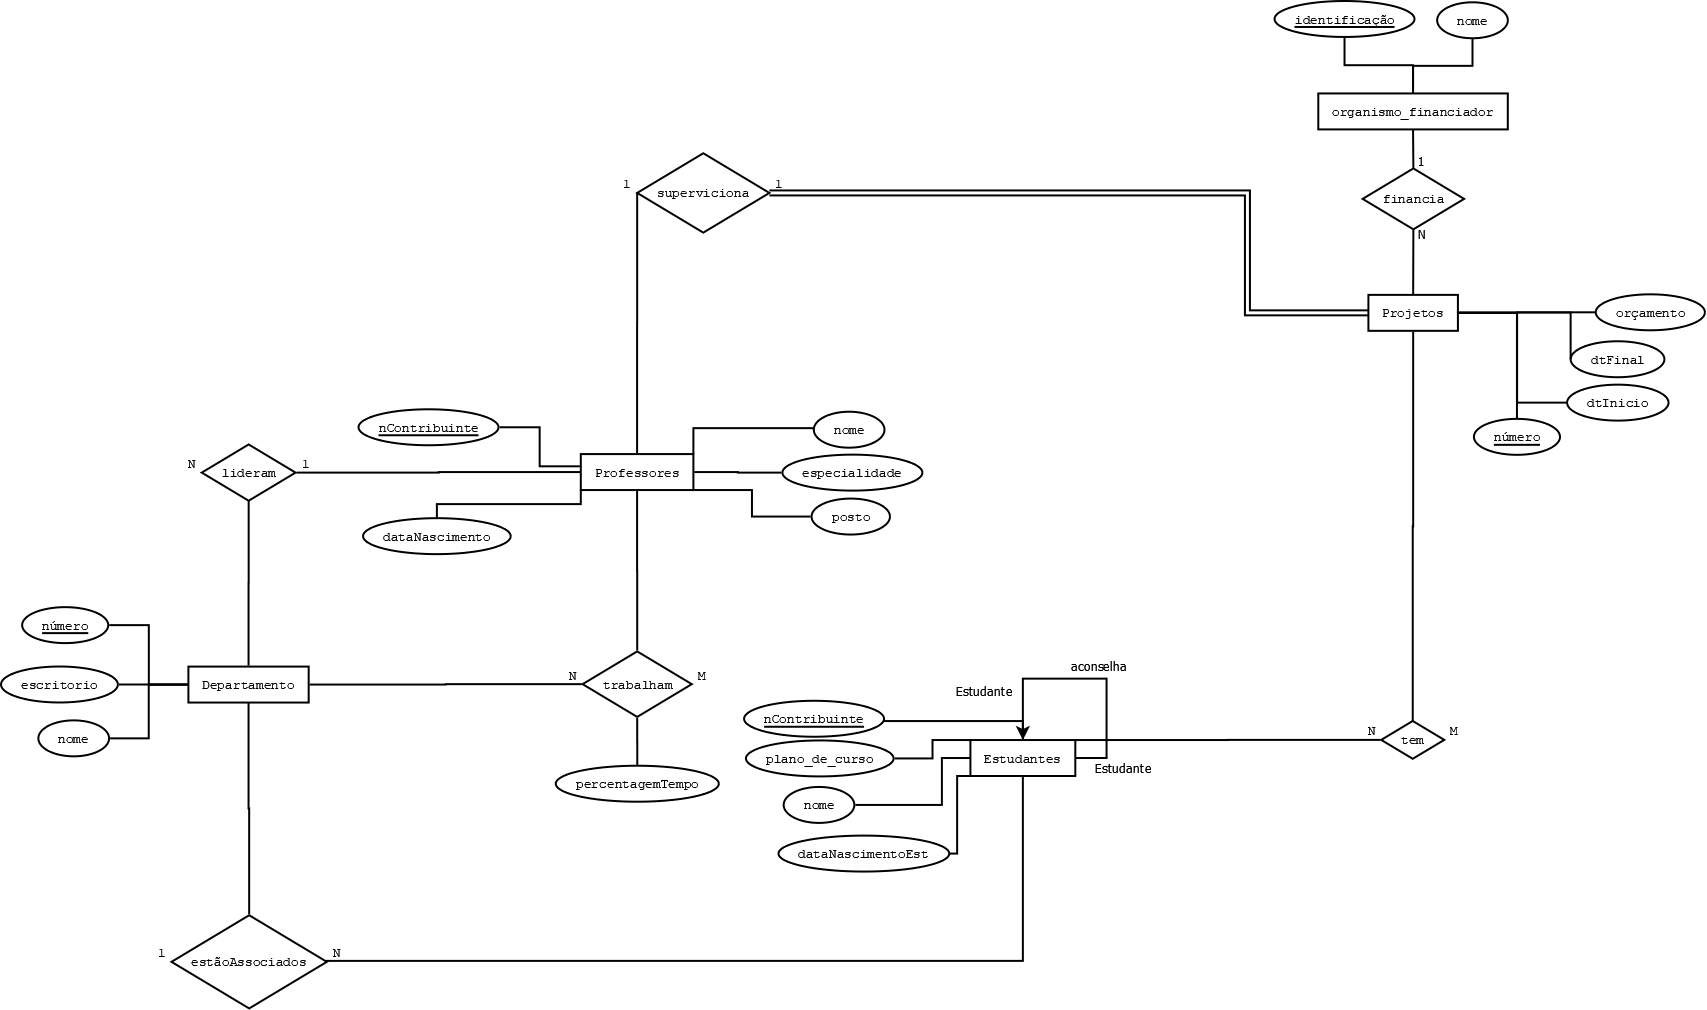 identificação
nome
organismo_financiador
1
financia
N
1
superviciona
1
Projetos
orçamento
dtFinal
dtInicio
número
nContribuinte
nome
N
lideram
1
Professores
especialidade
posto
dataNascimento
número
escritorio
Departamento
nome
N
trabalham
M
percentagemTempo
aconselha
Estudante
nContribuinte
plano_de_curso
Estudantes
Estudante
nome
dataNascimentoEst
N
tem
M
1
estãoAssociados
N